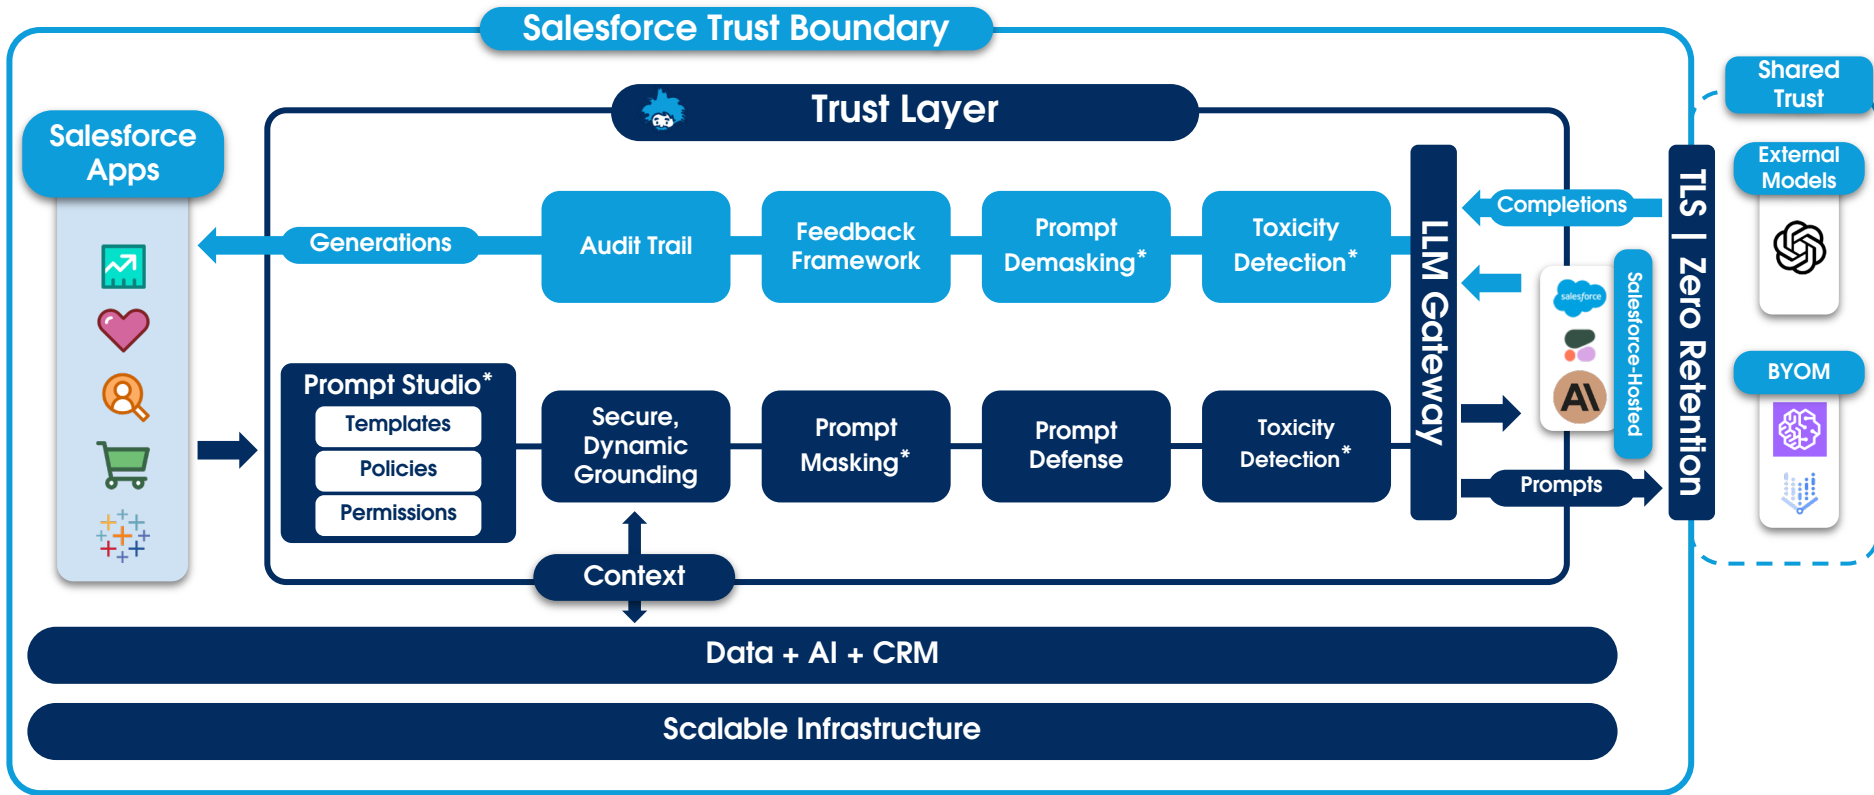 Salesforce Trust Boundary
Shared
Trust
Trust Layer
Salesforce
Apps
External
Models
TLS | Zero Retention
LLM Gateway
Completions
Generations
Audit Trail
Feedback
Framework
Prompt
Demasking*
Toxicity
Detection*
salesforce
Salesforce-Hosted
BYOM
Prompt Studio*
Templates
Policies
Permissions
Secure,
Dynamic
Grounding
Prompt
Masking*
Prompt
Defense
Toxicity
Detection*
AI
Prompts
Context
Data + AI + CRM
Scalable Infrastructure